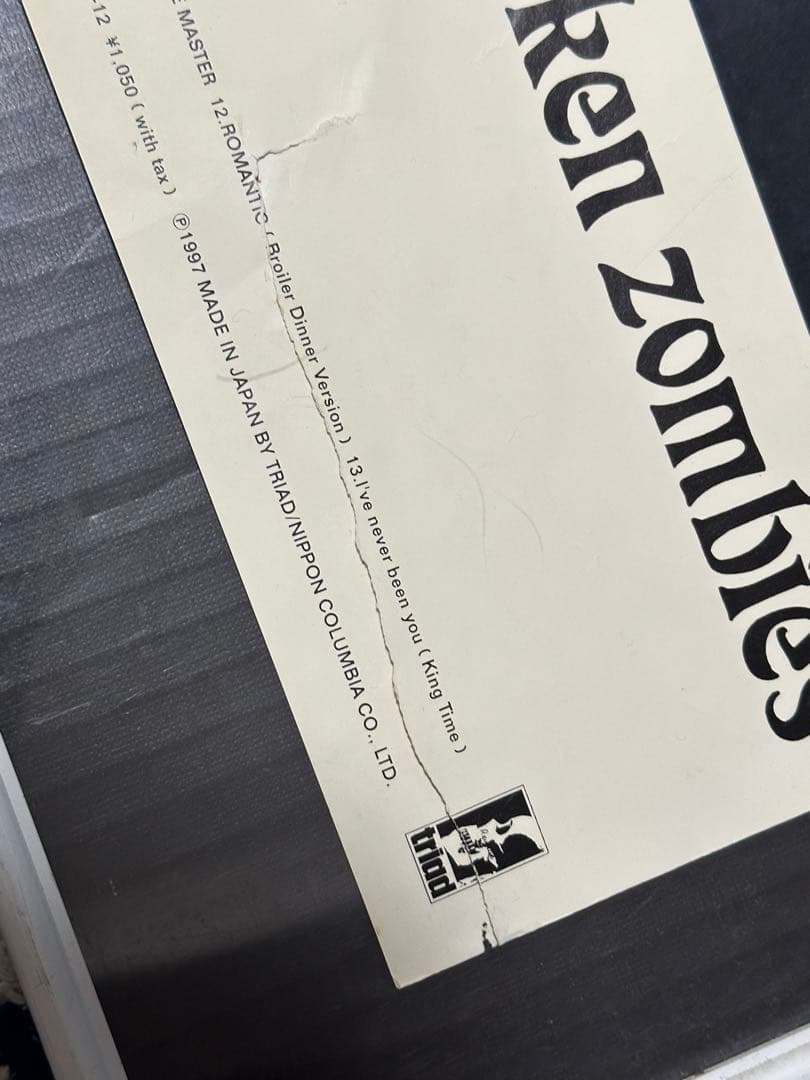 ken zombies
MASTER 12.ROMANTIC ( Broiler Dinner Version ) 13.I've never been you ( King Time )
-12 ¥1,050 ( with tax ) Ⓟ1997 MADE IN JAPAN BY TRIAD/NIPPON COLUMBIA CO., LTD.
triad